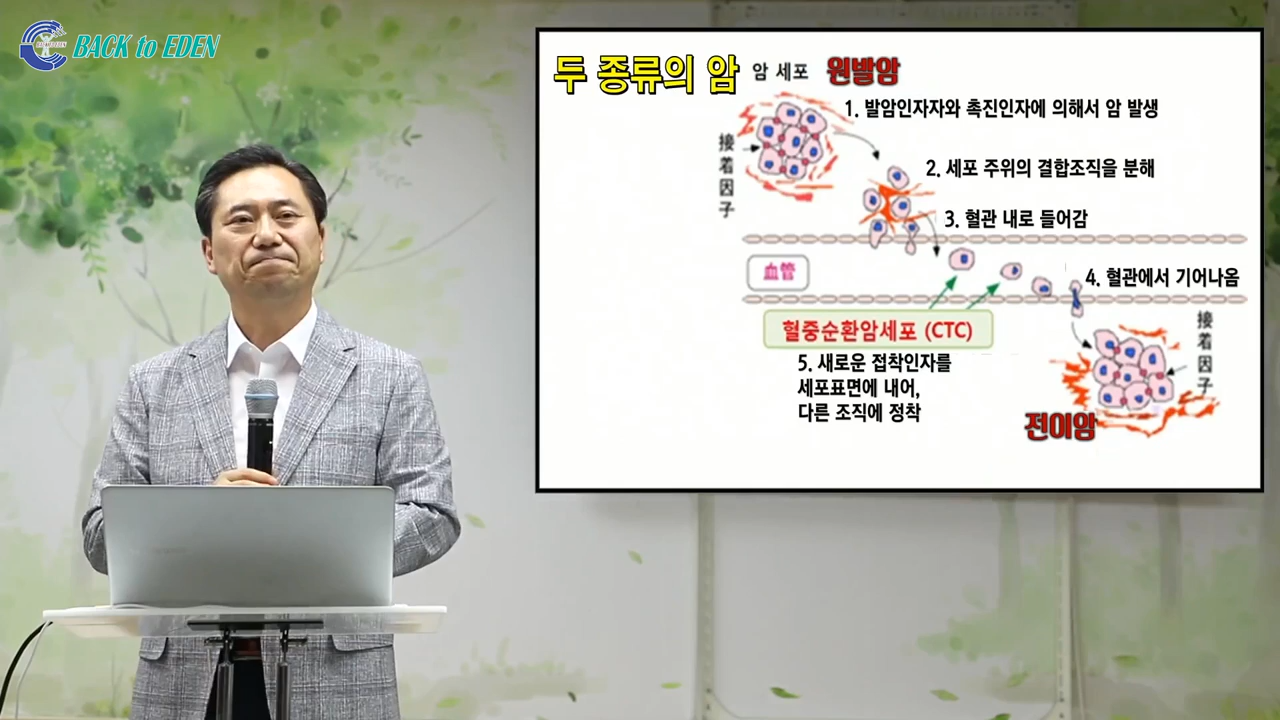 BACK to EDEN
두 종류의 암
암 세포
원발암
1. 발암인자자와 촉진인자에 의해서 암 발생
接着因子
2. 세포 주위의 결합조직을 분해
3. 혈관 내로 들어감
血管
4. 혈관에서 기어나옴
혈중순환암세포 (CTC)
接着因子
5. 새로운 접착인자를
세포표면에 내어,
다른 조직에 정착
전이암